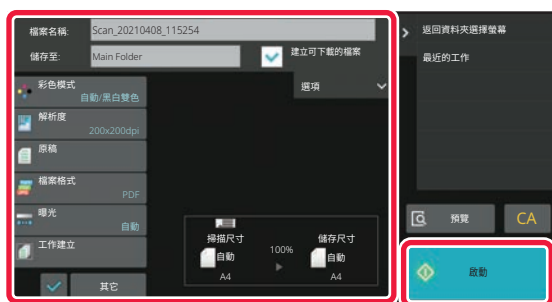 檔案名稱: Scan_20210408_115254
儲存至: Main Folder
建立可下載的檔案
選項
彩色模式
自動/黑白雙色
解析度
200x200dpi
原稿
檔案格式
PDF
曝光
自動
工作建立
其它
掃描尺寸
自動
A4
100%
儲存尺寸
自動
A4
返回資料夾選擇螢幕
最近的工作
預覽
CA
啟動